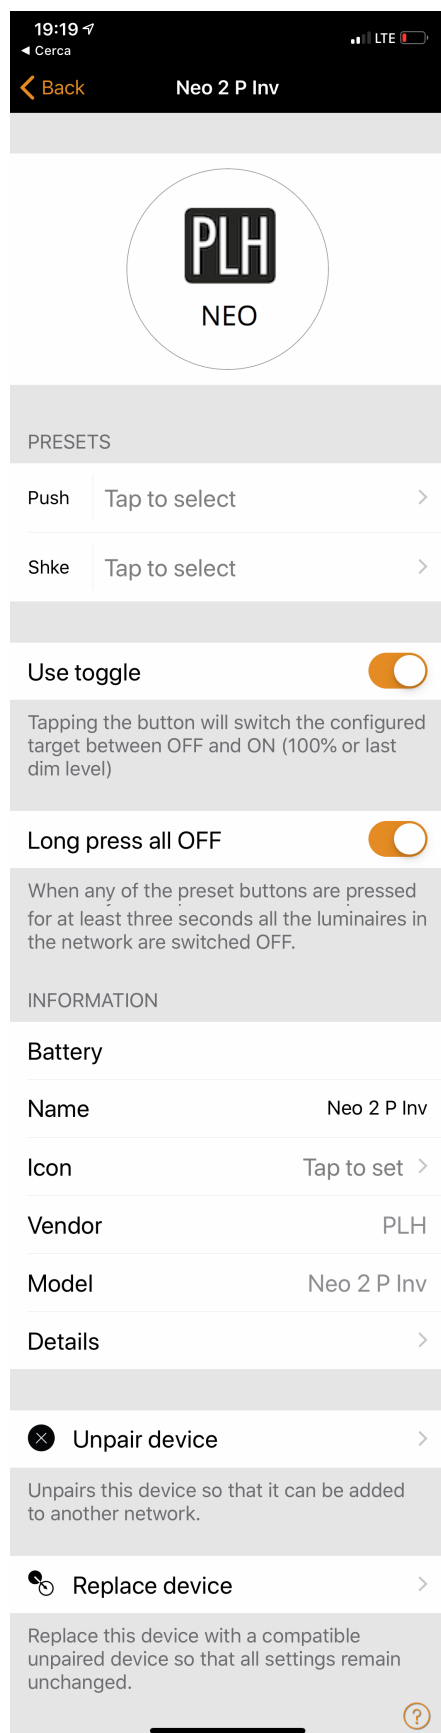 19:19
LTE
◀ Cerca
Back
Neo 2 P Inv
PLH
NEO
PRESETS
Push Tap to select
Shke Tap to select
Use toggle
Tapping the button will switch the configured
target between OFF and ON (100% or last
dim level)
Long press all OFF
When any of the preset buttons are pressed
for at least three seconds all the luminaires in
the network are switched OFF.
INFORMATION
Battery
Name Neo 2 P Inv
Icon Tap to set
Vendor PLH
Model Neo 2 P Inv
Details
Unpair device
Unpairs this device so that it can be added
to another network.
Replace device
Replace this device with a compatible
unpaired device so that all settings remain
unchanged.
?